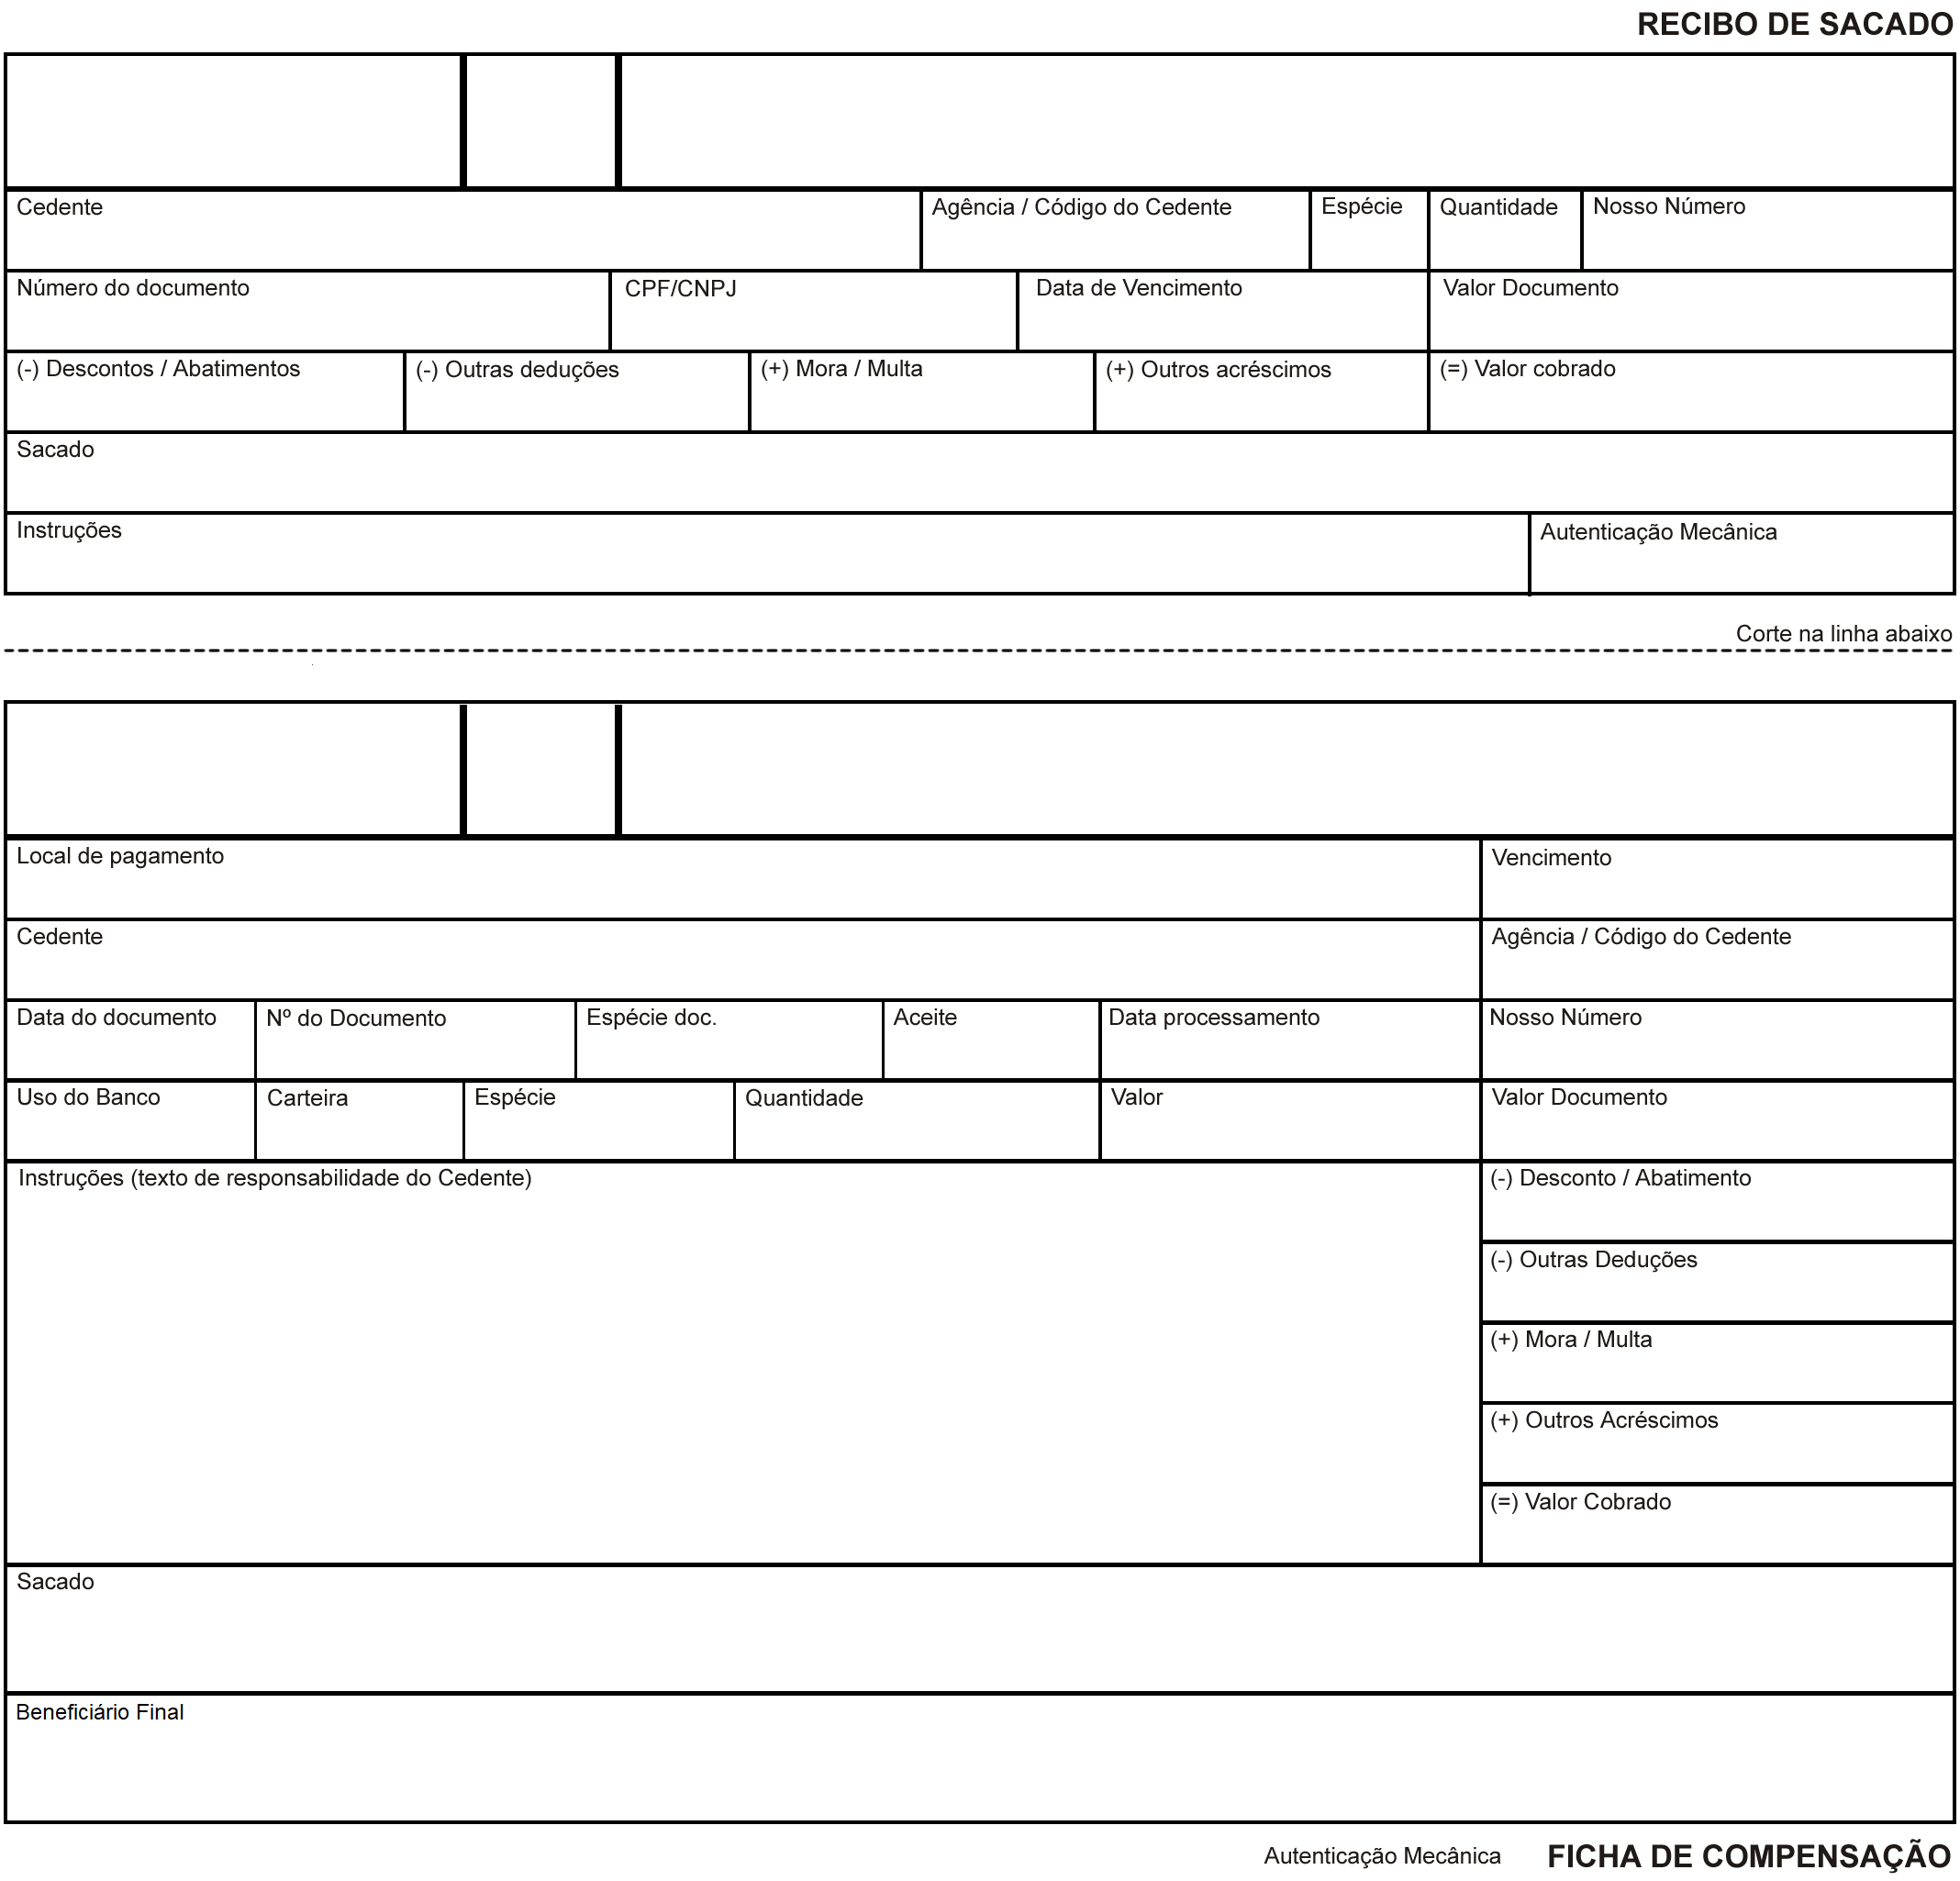 RECIBO DE SACADO
Cedente Agência / Código do Cedente Espécie Quantidade Nosso Número
Número do documento CPF/CNPJ Data de Vencimento Valor Documento
(-) Descontos / Abatimentos (-) Outras deduções (+) Mora / Multa (+) Outros acréscimos (=) Valor cobrado
Sacado
Instruções Autenticação Mecânica
Corte na linha abaixo
Local de pagamento Vencimento
Cedente Agência / Código do Cedente
Data do documento Nº do Documento Espécie doc. Aceite Data processamento Nosso Número
Uso do Banco Carteira Espécie Quantidade Valor Valor Documento
Instruções (texto de responsabilidade do Cedente) (-) Desconto / Abatimento
(-) Outras Deduções
(+) Mora / Multa
(+) Outros Acréscimos
(=) Valor Cobrado
Sacado
Beneficiário Final
Autenticação Mecânica FICHA DE COMPENSAÇÃO